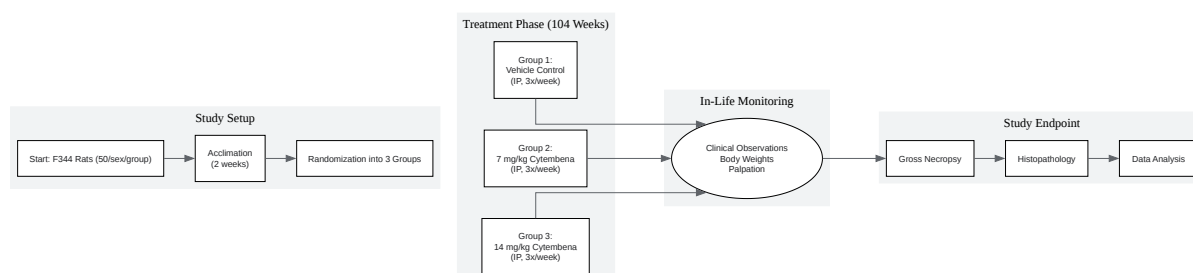 Study Setup
Start: F344 Rats (50/sex/group)
Acclimation
(2 weeks)
Randomization into 3 Groups
Treatment Phase (104 Weeks)
Group 1:
Vehicle Control
(IP, 3x/week)
Group 2:
7 mg/kg Cytembena
(IP, 3x/week)
Group 3:
14 mg/kg Cytembena
(IP, 3x/week)
In-Life Monitoring
Clinical Observations
Body Weights
Palpation
Study Endpoint
Gross Necropsy
Histopathology
Data Analysis